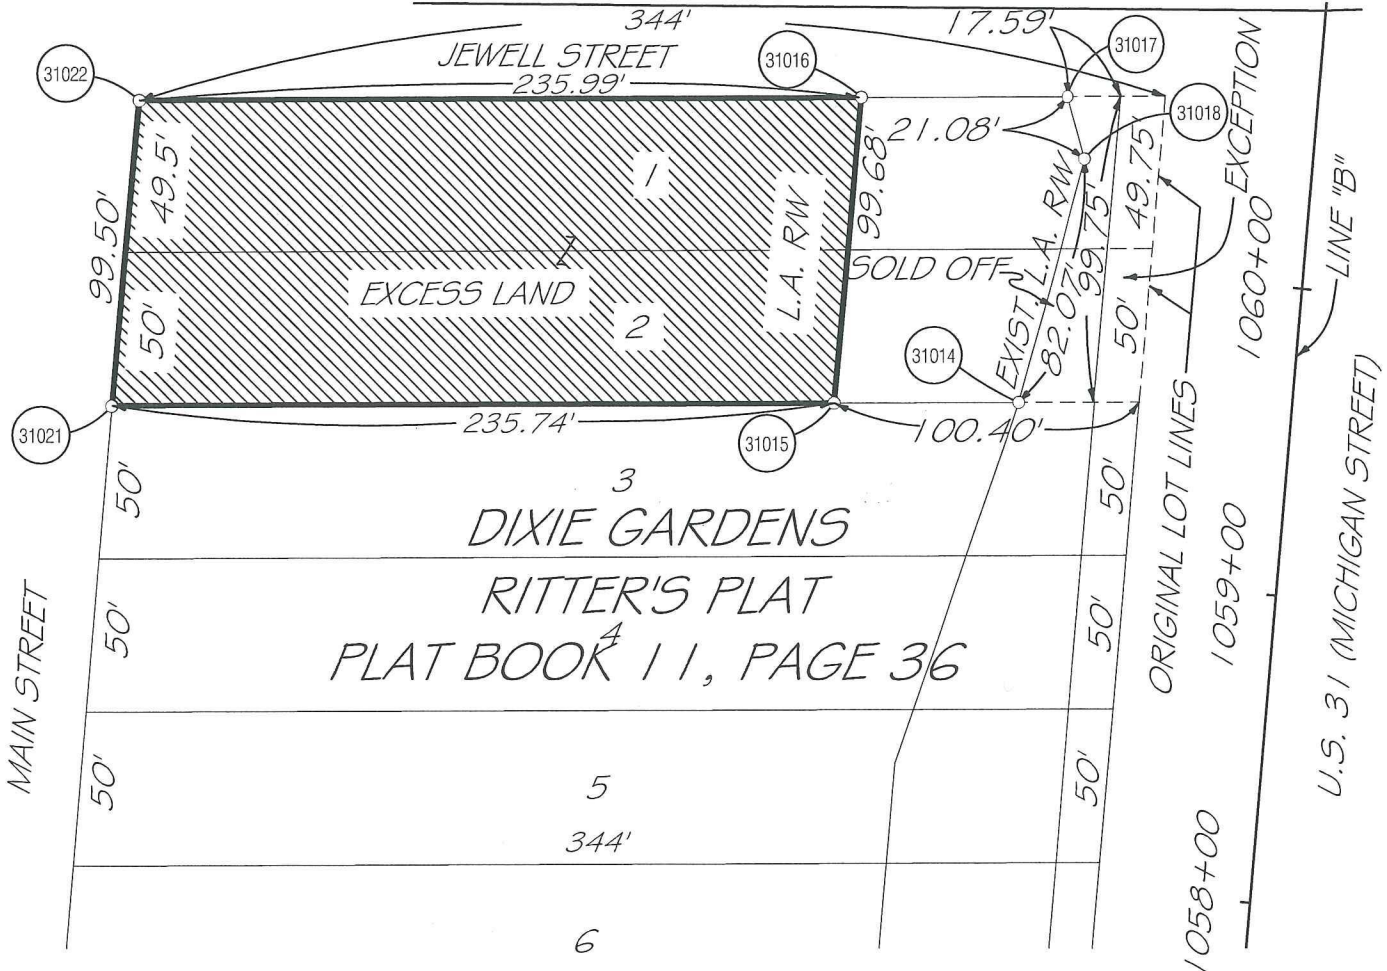 344'
17.59'
31017
JEWELL STREET
31022
31016
235.99'
31018
EXCEPTION
21.08'
49.5'
1
99.68'
49.75'
99.50'
L.A. R/W
EXIST. L.A. R/W
99.75'
1060+00
LINE "B"
SOLD OFF
EXCESS LAND
50'
2
82.07'
50'
31014
31021
235.74'
31015
100.40'
ORIGINAL LOT LINES
U.S. 31 (MICHIGAN STREET)
50'
3
50'
DIXIE GARDENS
1059+00
RITTER'S PLAT
MAIN STREET
50'
4
50'
PLAT BOOK 11, PAGE 36
50'
5
50'
344'
1058+00
6